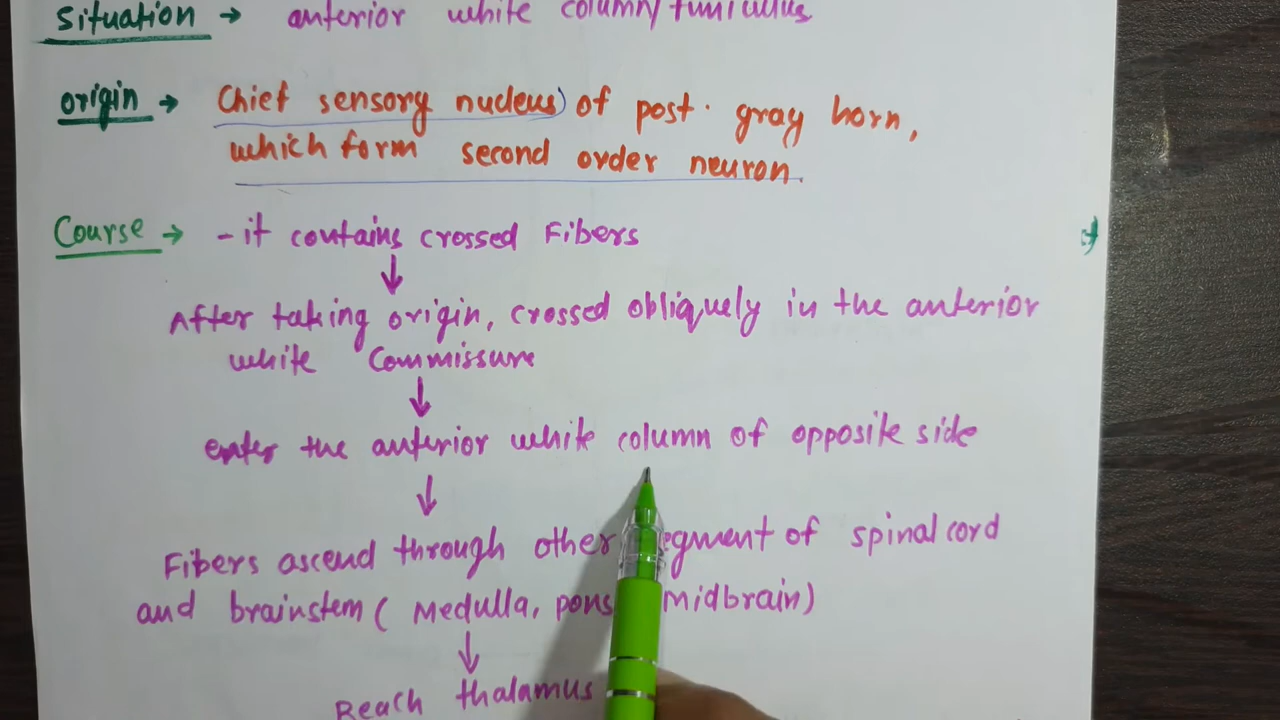 Situation → anterior white column/funiculus
Origin → Chief sensory nucleus) of post. gray horn,
which form second order neuron.
Course → - it contains crossed Fibers
After taking origin, crossed obliquely in the anterior
white Commissure
enter the anterior white column of opposite side
Fibers ascend through other segment of spinal cord
and brainstem ( Medulla, pons midbrain)
Reach thalamus